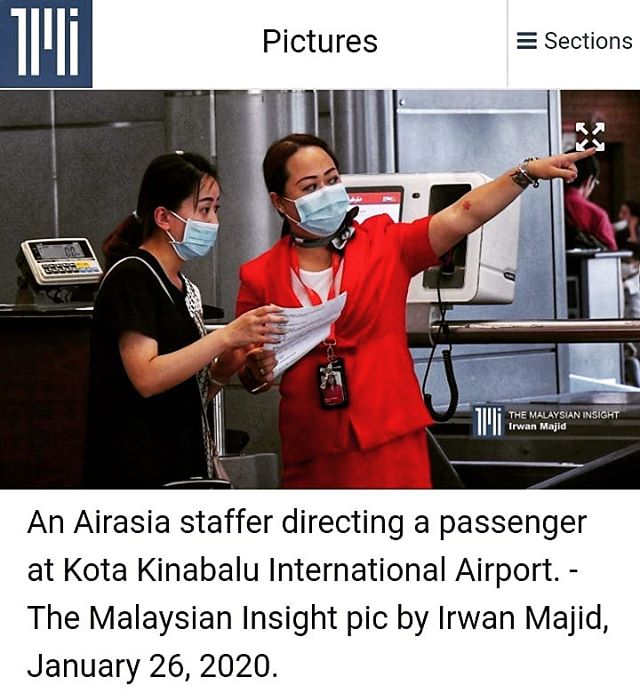 TMi
Pictures
Sections
TMi THE MALAYSIAN INSIGHT
Irwan Majid
An Airasia staffer directing a passenger
at Kota Kinabalu International Airport. -
The Malaysian Insight pic by Irwan Majid,
January 26, 2020.